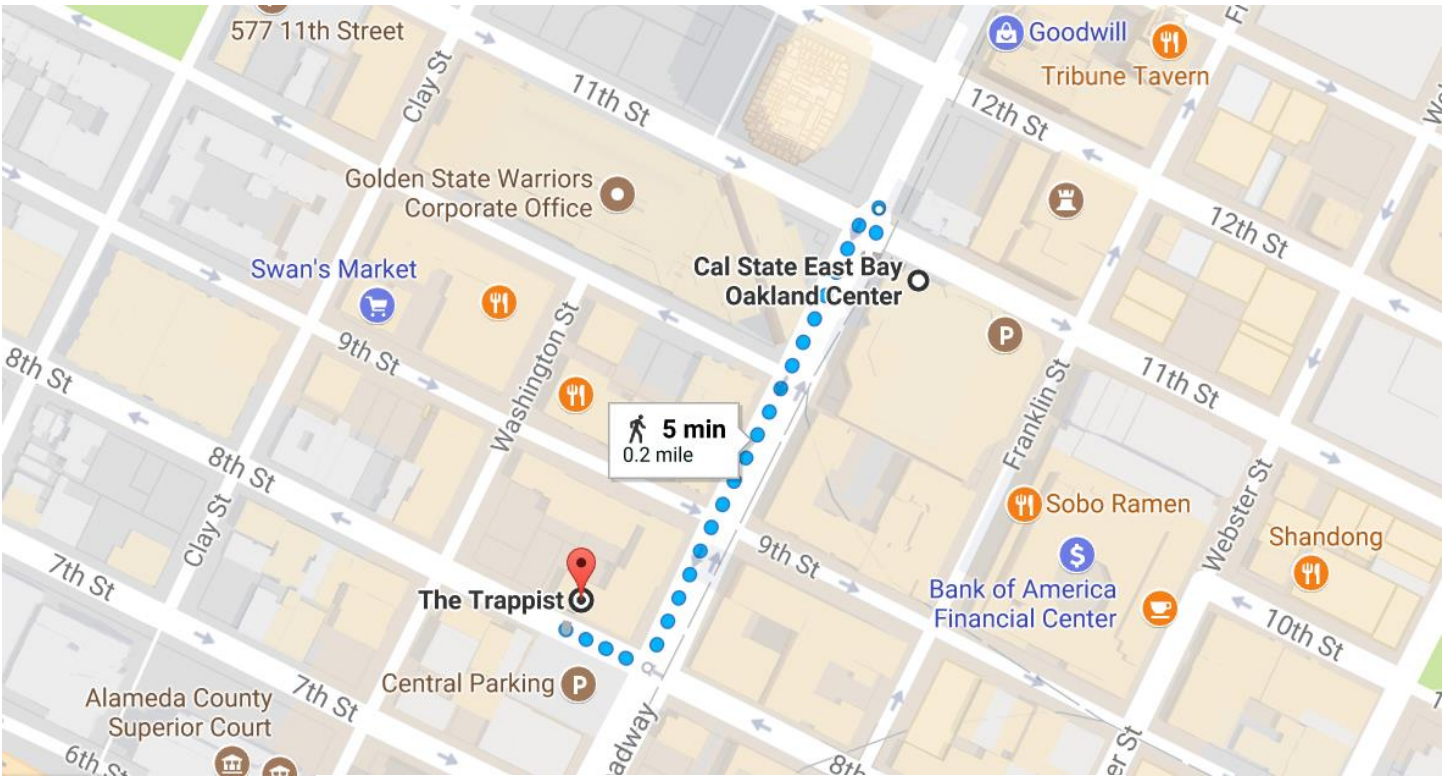 577 11th Street
Clay St
11th St
Goodwill
Tribune Tavern
12th St
Golden State Warriors
Corporate Office
12th St
Swan's Market
Cal State East Bay
Oakland Center
P
8th St
9th St
Washington St
11th St
Franklin St
5 min
0.2 mile
8th St
Clay St
Sobo Ramen
Webster St
Shandong
9th St
$
Bank of America
Financial Center
7th St
The Trappist
10th St
Central Parking
P
Alameda County
Superior Court
7th St
6th St